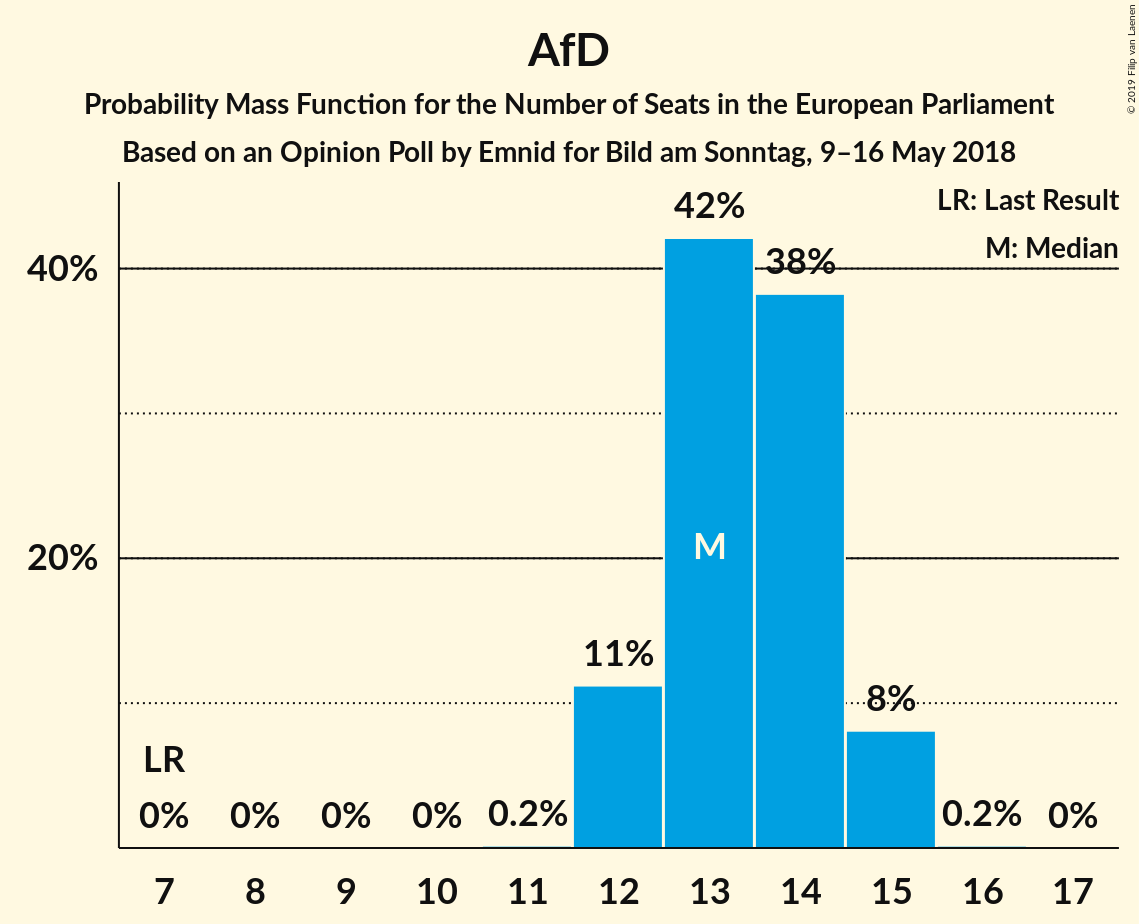 AfD
Probability Mass Function for the Number of Seats in the European Parliament
Based on an Opinion Poll by Emnid for Bild am Sonntag, 9–16 May 2018
© 2019 Filip van Laenen
LR: Last Result
M: Median
40%
20%
42%
38%
M
11%
8%
LR
0% 0% 0% 0% 0.2% 0.2% 0%
7 8 9 10 11 12 13 14 15 16 17